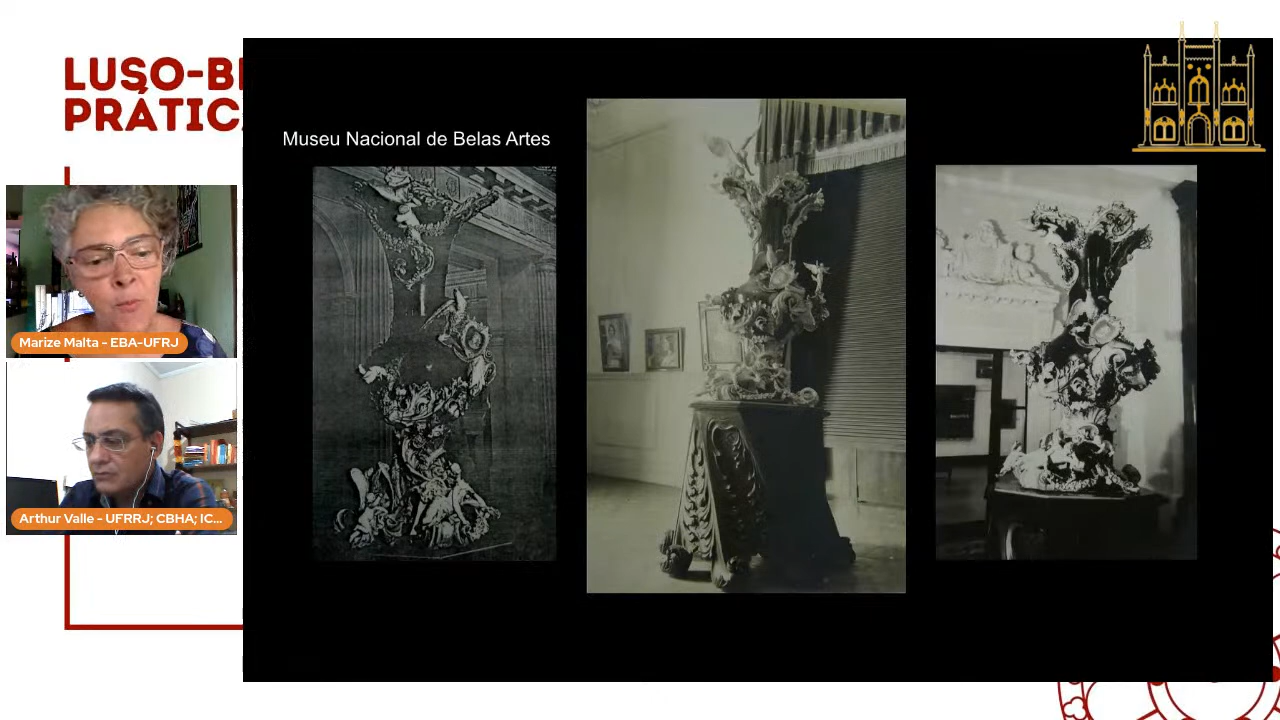 LUSO-B
PRÁTIC
Museu Nacional de Belas Artes
Marize Malta - EBA-UFRJ
Arthur Valle - UFRRJ; CBHA; IC...